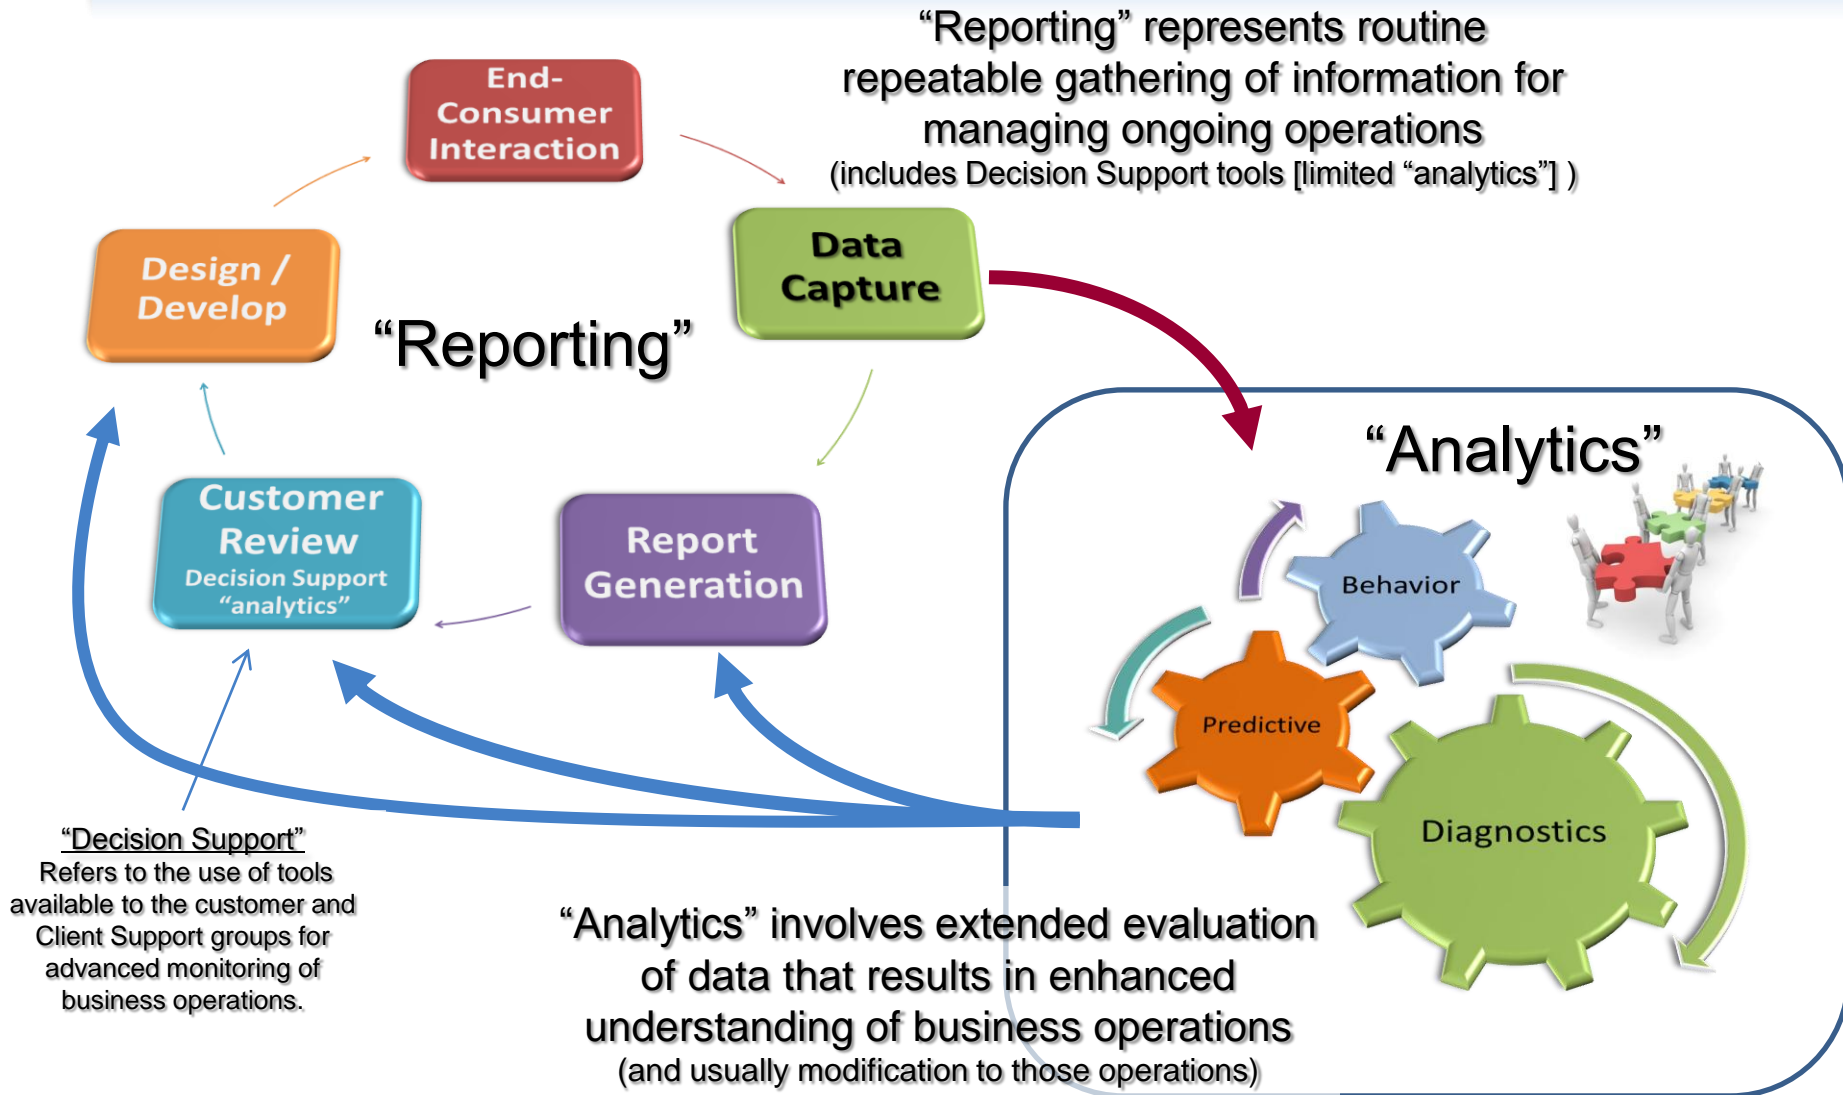 “Reporting” represents routine
repeatable gathering of information for
managing ongoing operations
(includes Decision Support tools [limited “analytics”] )
End-
Consumer
Interaction
Data
Capture
Design /
Develop
“Reporting”
“Analytics”
Customer
Review
Decision Support
“analytics”
Report
Generation
Behavior
Predictive
Diagnostics
“Decision Support”
Refers to the use of tools
available to the customer and
Client Support groups for
advanced monitoring of
business operations.
“Analytics” involves extended evaluation
of data that results in enhanced
understanding of business operations
(and usually modification to those operations)